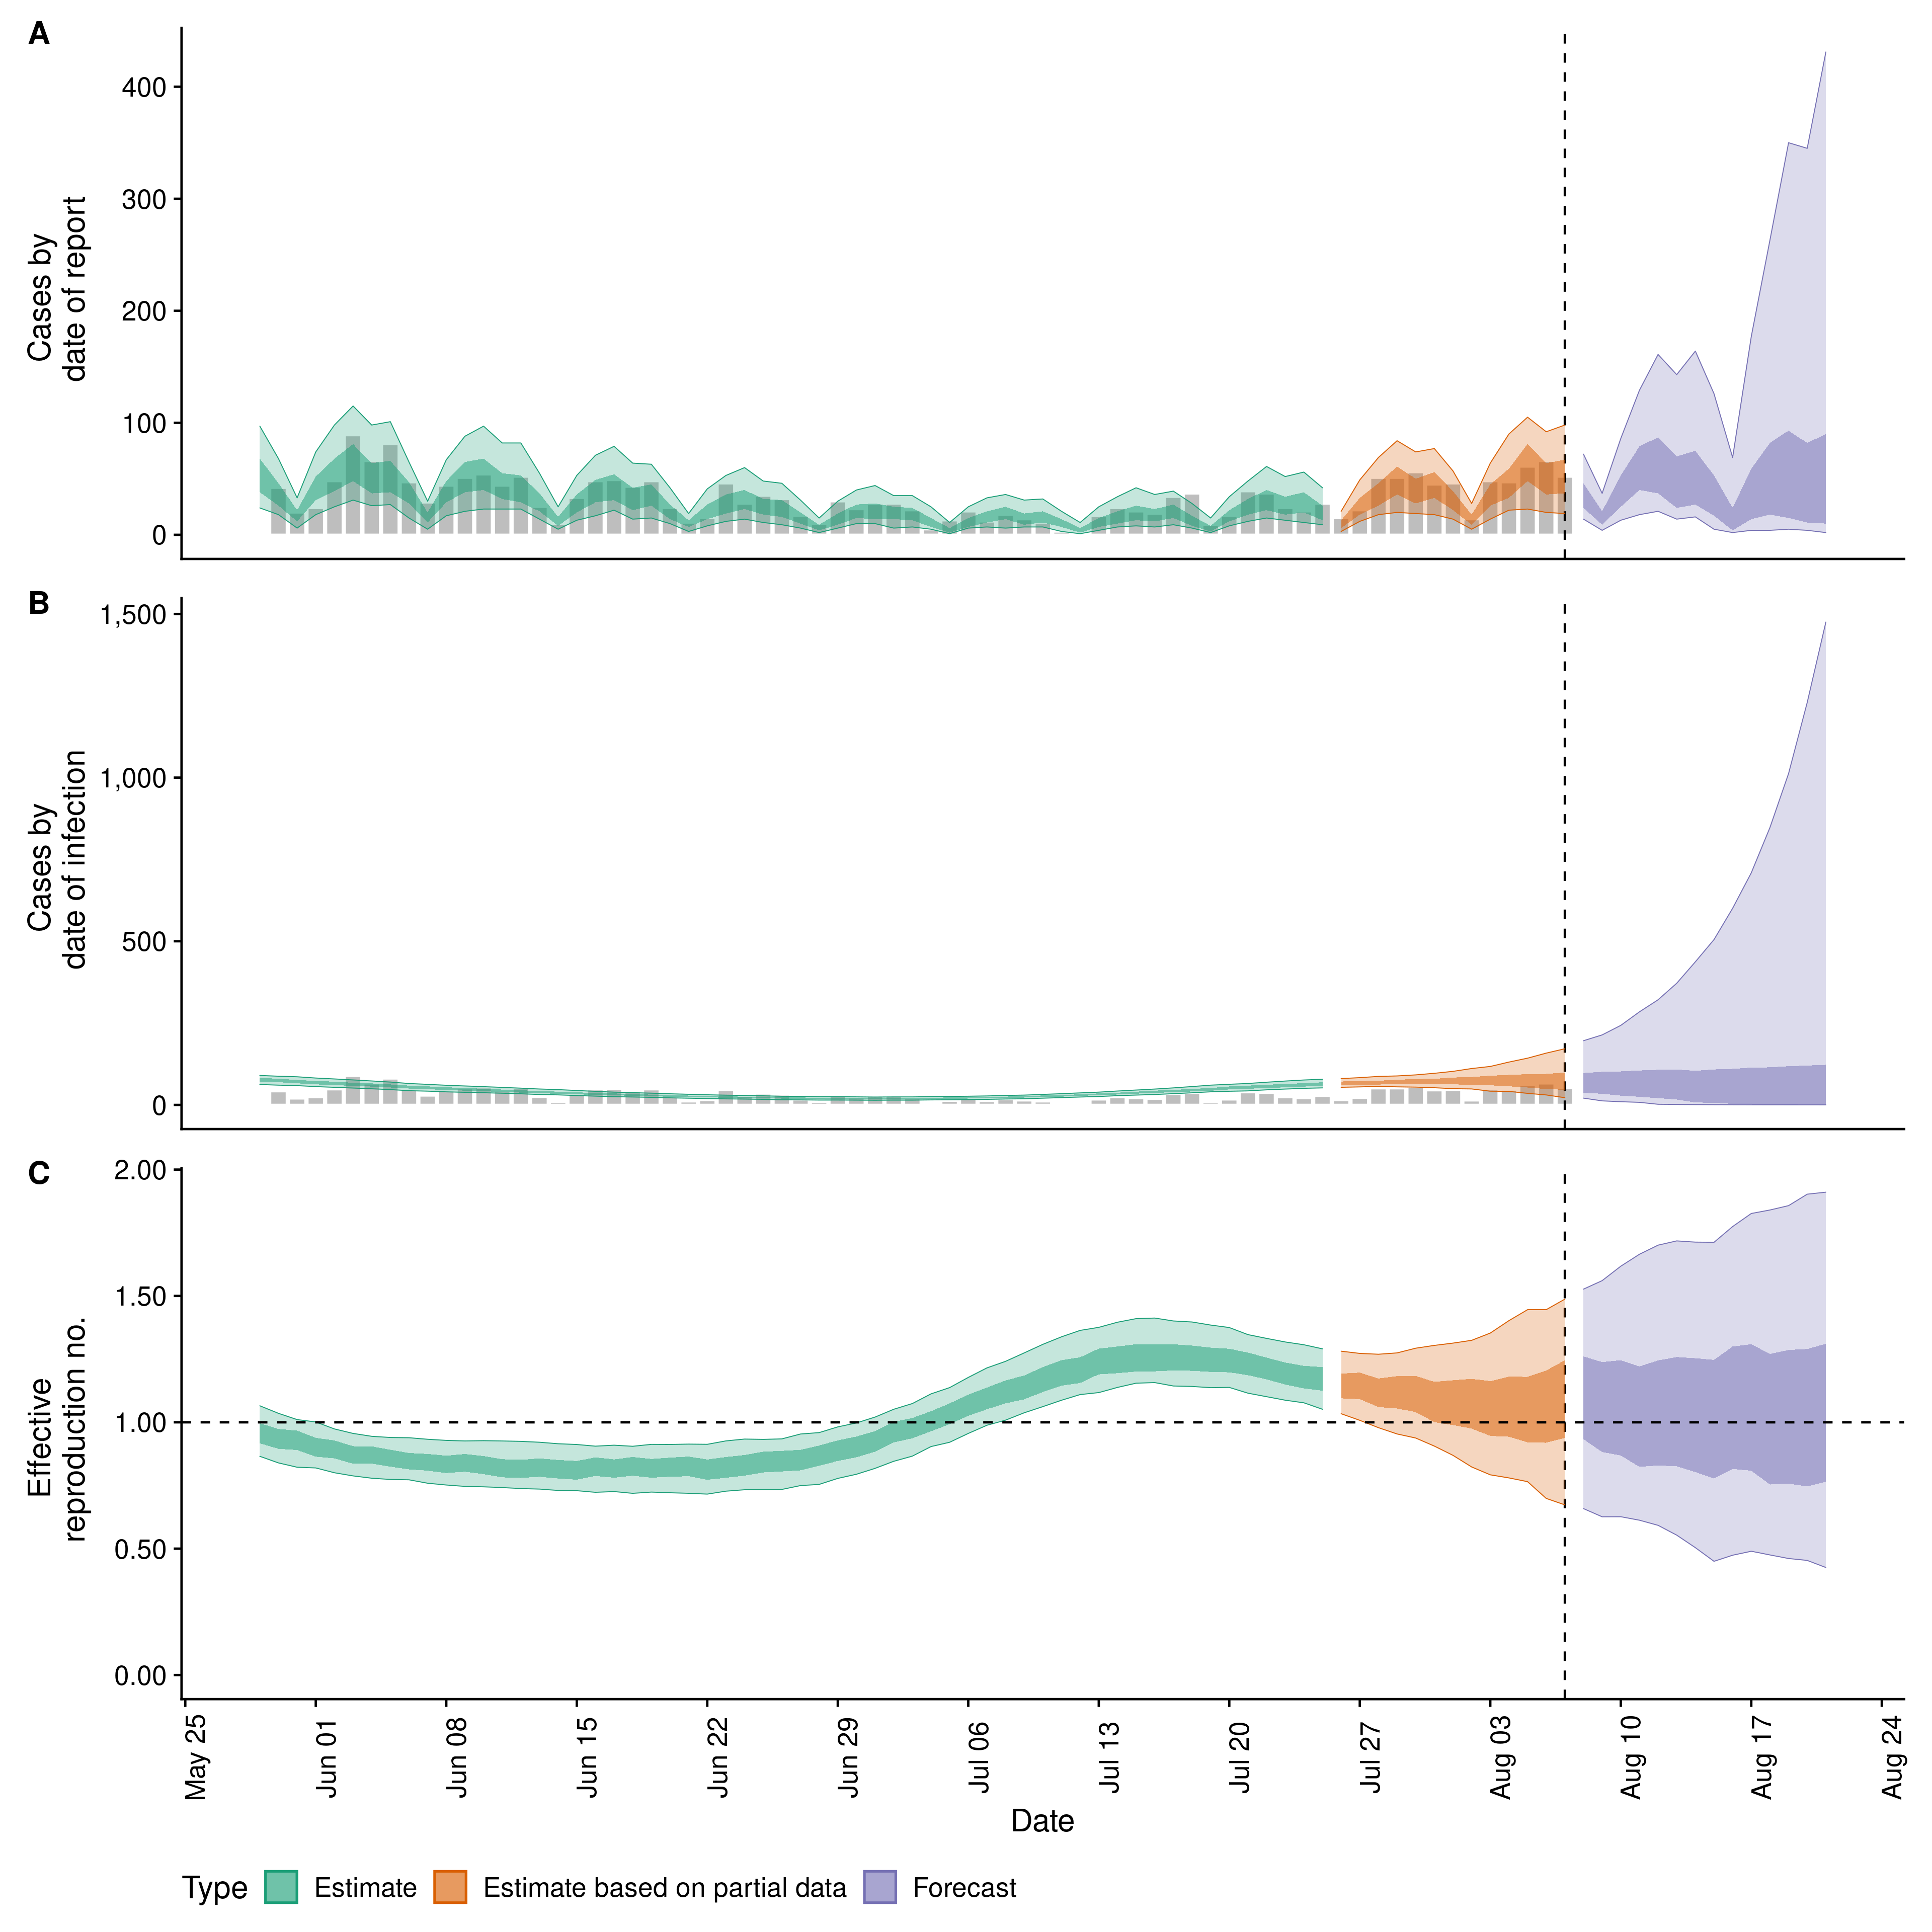 A
Cases by
date of report
400
300
200
100
0
B
Cases by
date of infection
1,500
1,000
500
0
C
Effective
reproduction no.
2.00
1.50
1.00
0.50
0.00
May 25
Jun 01
Jun 08
Jun 15
Jun 22
Jun 29
Jul 06
Jul 13
Jul 20
Jul 27
Aug 03
Aug 10
Aug 17
Aug 24
Date
Type Estimate Estimate based on partial data Forecast